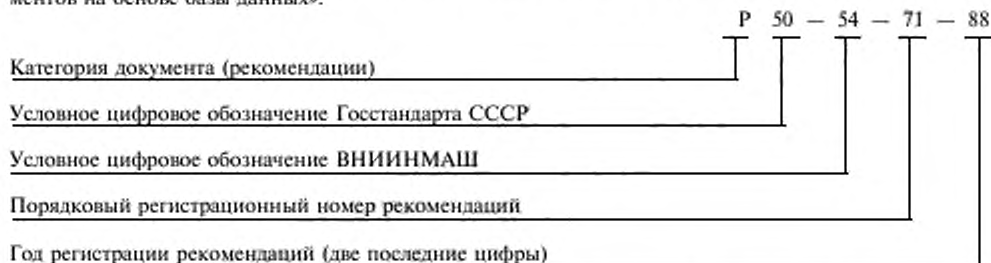 ментов на основе базы данных».
Р 50 — 54 — 71 — 88
Категория документа (рекомендации)
Условное цифровое обозначение Госстандарта СССР
Условное цифровое обозначение ВНИИНМАШ
Порядковый регистрационный номер рекомендаций
Год регистрации рекомендаций (две последние цифры)